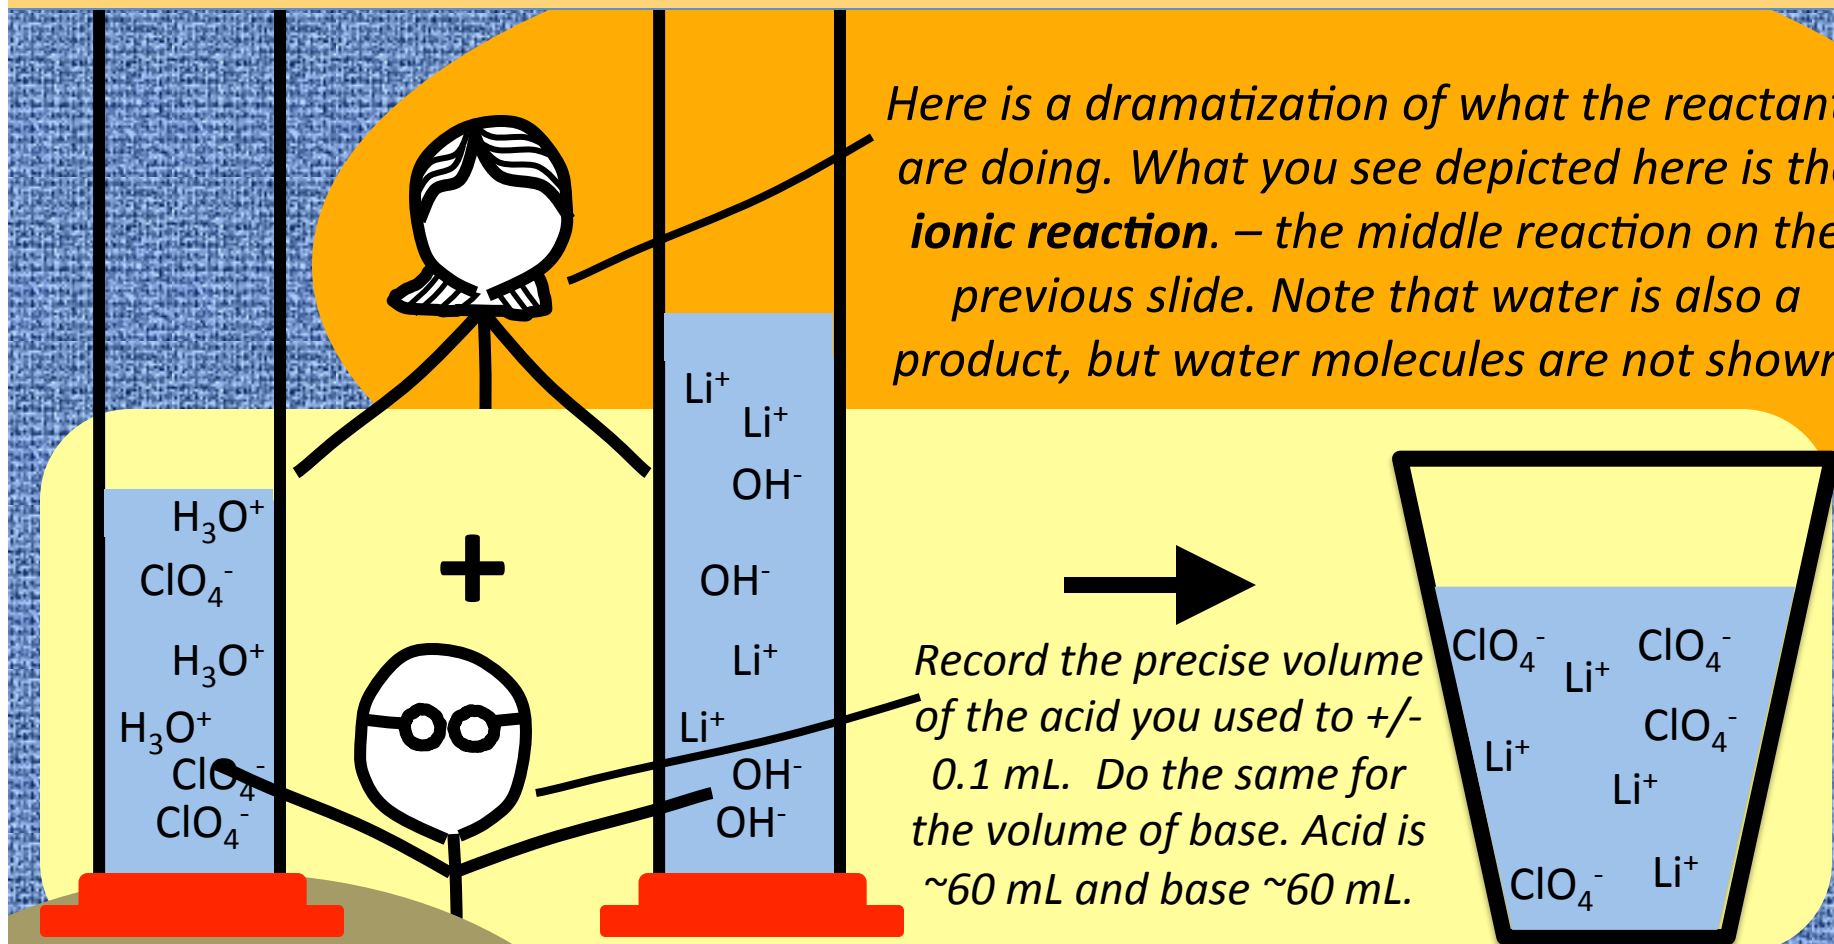 Here is a dramatization of what the reactant
are doing. What you see depicted here is th
ionic reaction. – the middle reaction on the
previous slide. Note that water is also a
product, but water molecules are not shown
Li⁺
Li⁺
OH⁻
OH⁻
Li⁺
Li⁺
OH⁻
OH⁻
H₃O⁺
ClO₄⁻
H₃O⁺
H₃O⁺
ClO₄⁻
ClO₄⁻
+
Record the precise volume
of the acid you used to +/-
0.1 mL. Do the same for
the volume of base. Acid is
~60 mL and base ~60 mL.
ClO₄⁻
Li⁺
ClO₄⁻
ClO₄⁻
Li⁺
Li⁺
ClO₄⁻
Li⁺